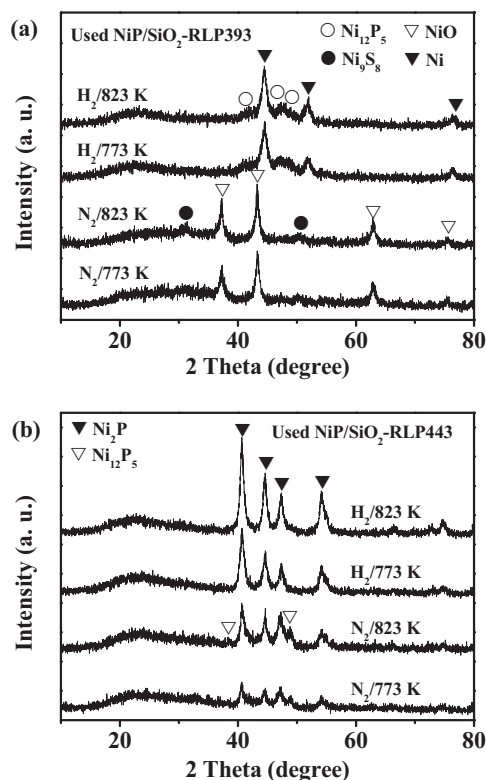 (a)
Used NiP/SiO₂-RLP393
○ Ni₁₂P₅ ▽ NiO
● Ni₉S₈ ▼ Ni
H₂/823 K
H₂/773 K
N₂/823 K
N₂/773 K
Intensity (a. u.)
20 40 60 80
2 Theta (degree)
(b)
▼ Ni₂P
▽ Ni₁₂P₅
Used NiP/SiO₂-RLP443
H₂/823 K
H₂/773 K
N₂/823 K
N₂/773 K
Intensity (a. u.)
20 40 60 80
2 Theta (degree)